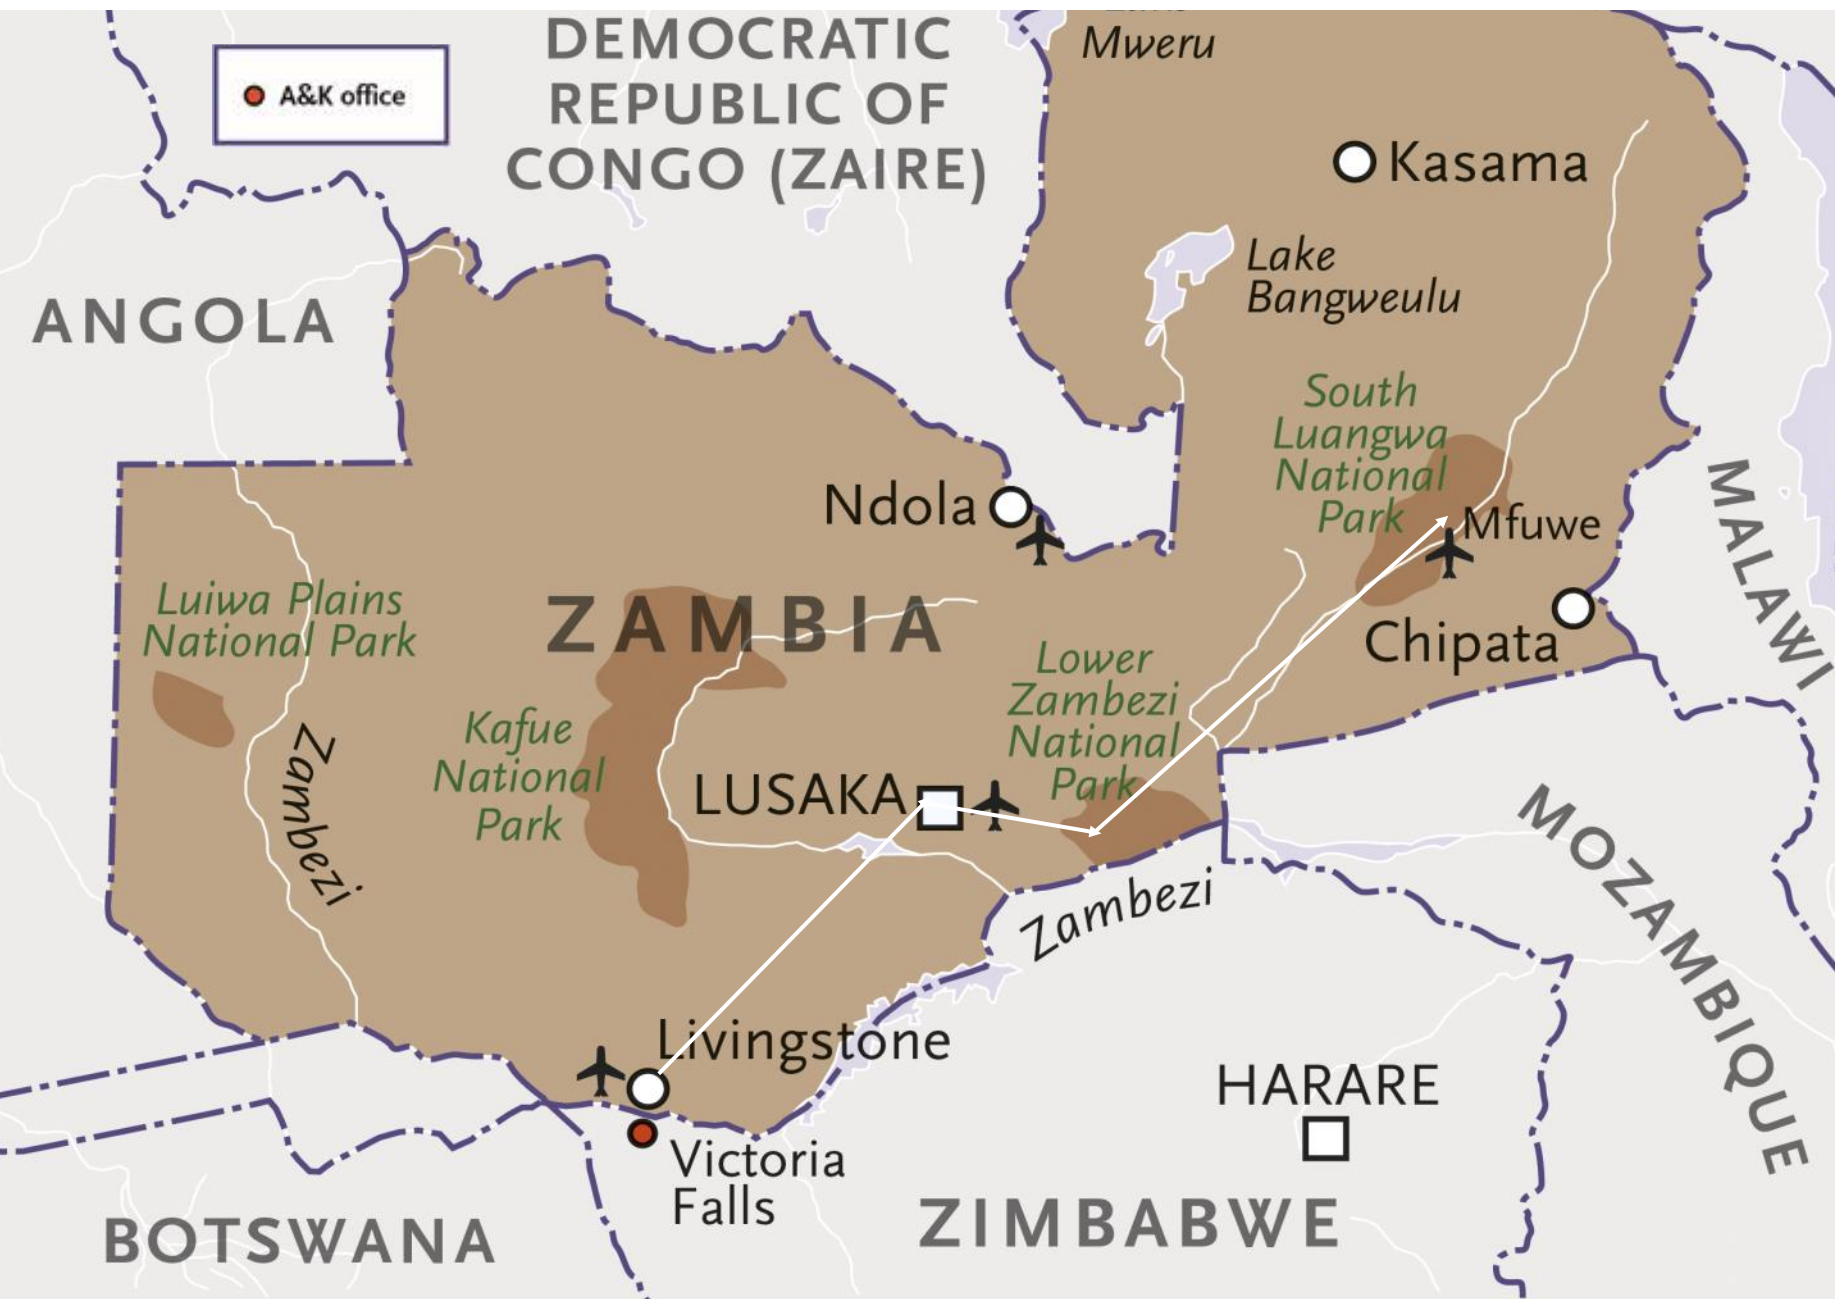 Mweru
DEMOCRATIC
REPUBLIC OF
CONGO (ZAIRE)
A&K office
Kasama
Lake
Bangweulu
ANGOLA
South
Luangwa
National
Park
Ndola
Mfuwe
MALAWI
Luiwa Plains
National Park
ZAMBIA
Chipata
Lower
Zambezi
National
Park
Kafue
National
Park
Zambezi
LUSAKA
MOZAMBIQUE
Zambezi
Livingstone
HARARE
Victoria
Falls
BOTSWANA
ZIMBABWE